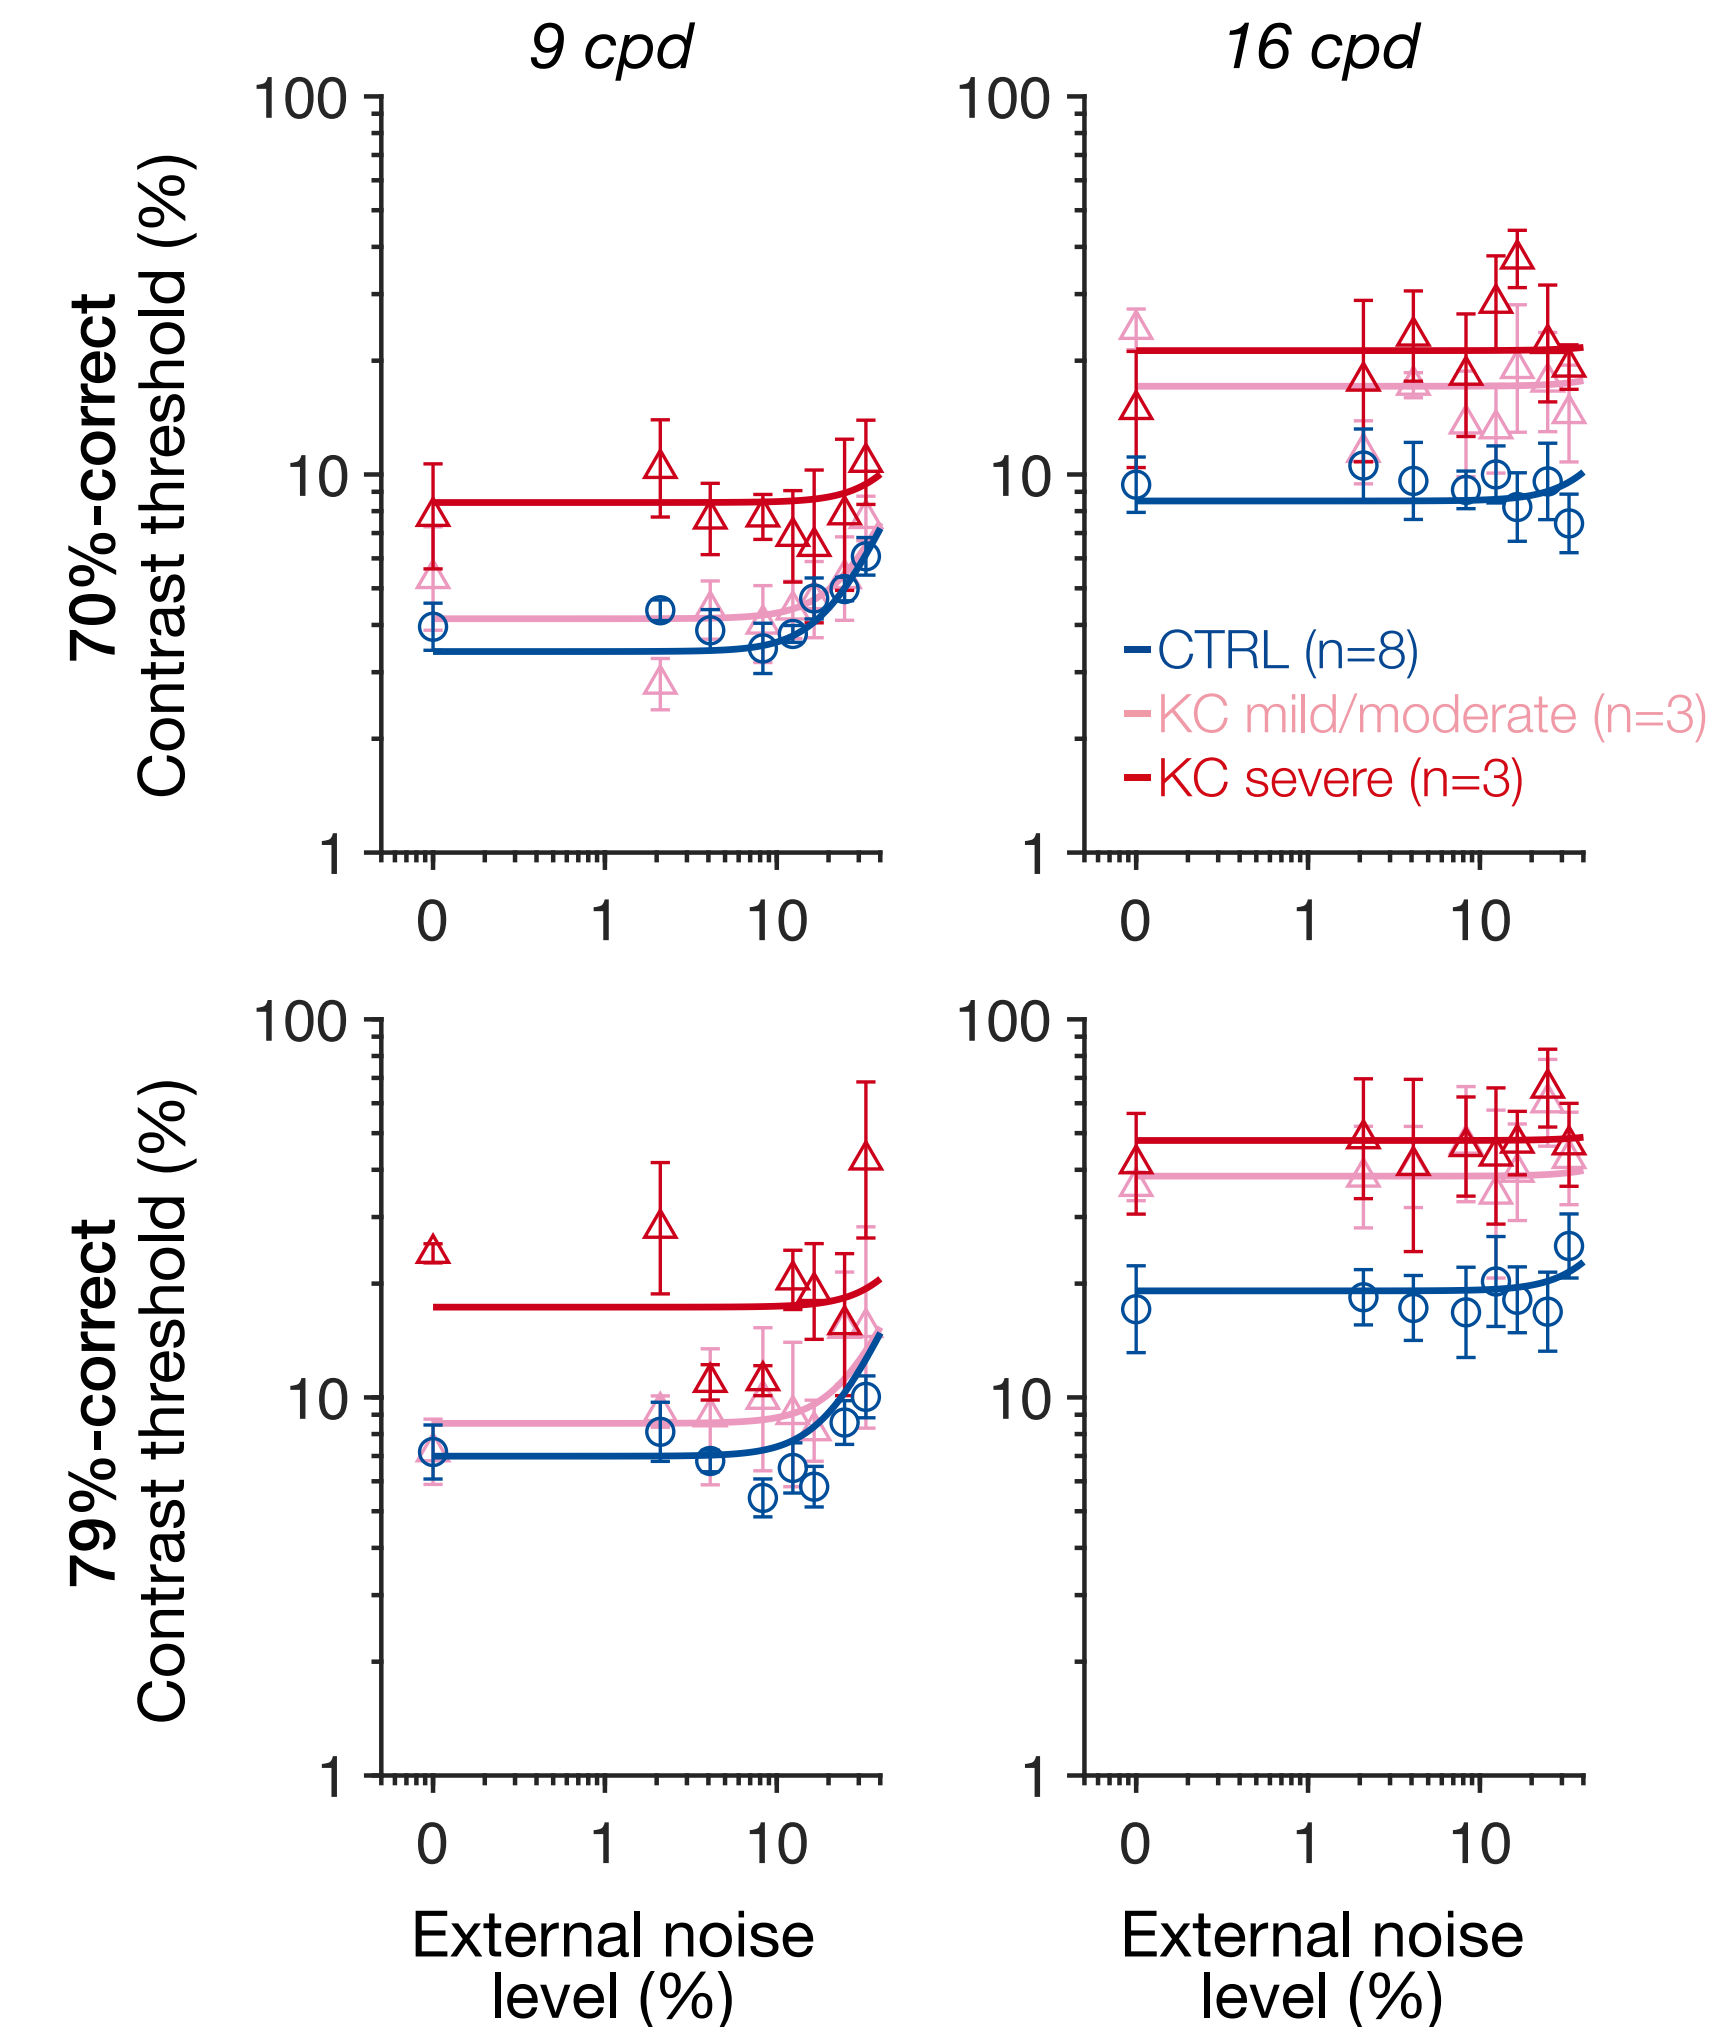 9 cpd
16 cpd
70%-correct
Contrast threshold (%)
100
10
1
0
1
10
100
10
1
0
1
10
CTRL (n=8)
KC mild/moderate (n=3)
KC severe (n=3)
79%-correct
Contrast threshold (%)
100
10
1
0
1
10
External noise
level (%)
100
10
1
0
1
10
External noise
level (%)